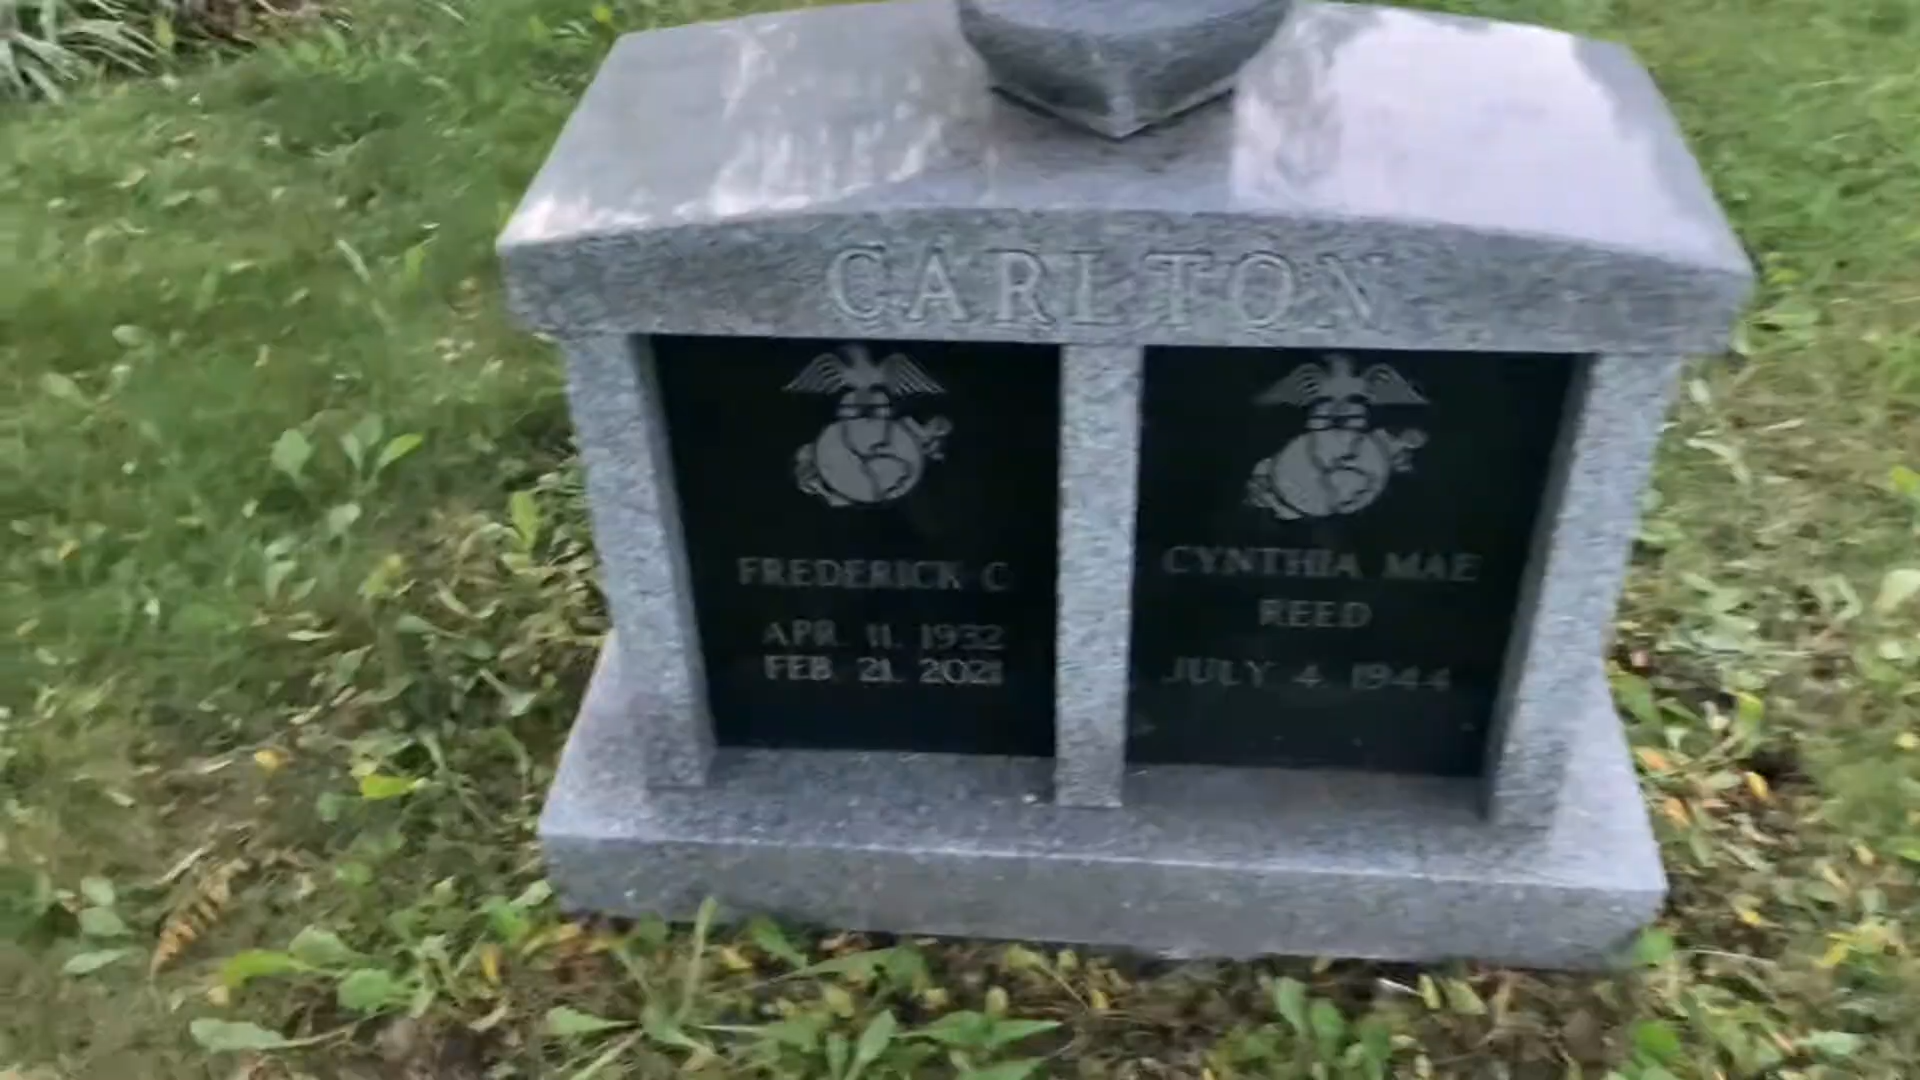 CARLTON
FREDERICK C
APR. 11. 1932
FEB. 21. 2021
CYNTHIA MAE
REED
JULY 4. 1944